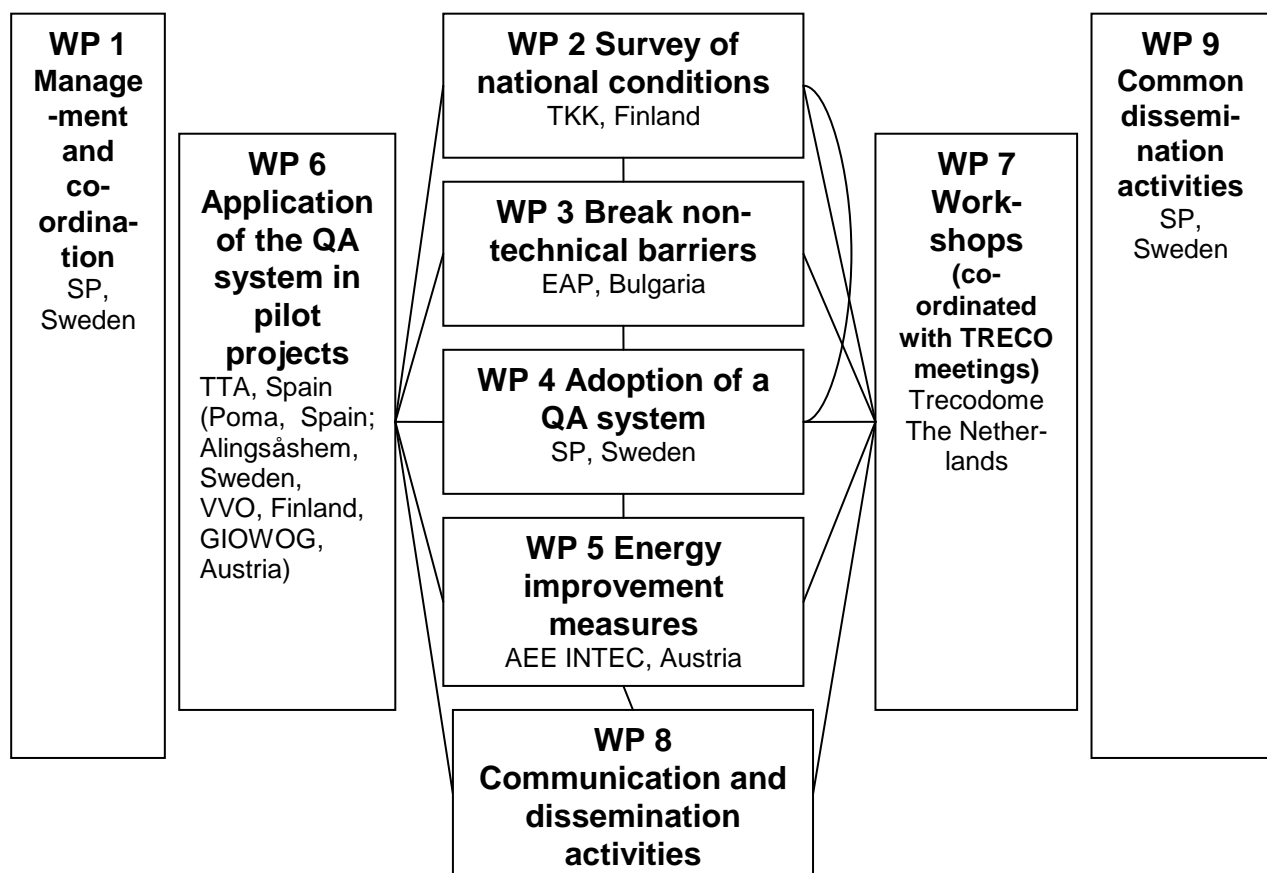 WP 1
Manage
-ment
and
co-
ordina-
tion
SP,
Sweden
WP 6
Application
of the QA
system in
pilot
projects
TTA, Spain
(Poma, Spain;
Alingsåshem,
Sweden,
VVO, Finland,
GIOWOG,
Austria)
WP 2 Survey of
national conditions
TKK, Finland
WP 3 Break non-
technical barriers
EAP, Bulgaria
WP 4 Adoption of a
QA system
SP, Sweden
WP 5 Energy
improvement
measures
AEE INTEC, Austria
WP 8
Communication and
dissemination
activities
WP 7
Work-
shops
(co-
ordinated
with TRECO
meetings)
Trecodome
The Nether-
lands
WP 9
Common
dissemi-
nation
activities
SP,
Sweden